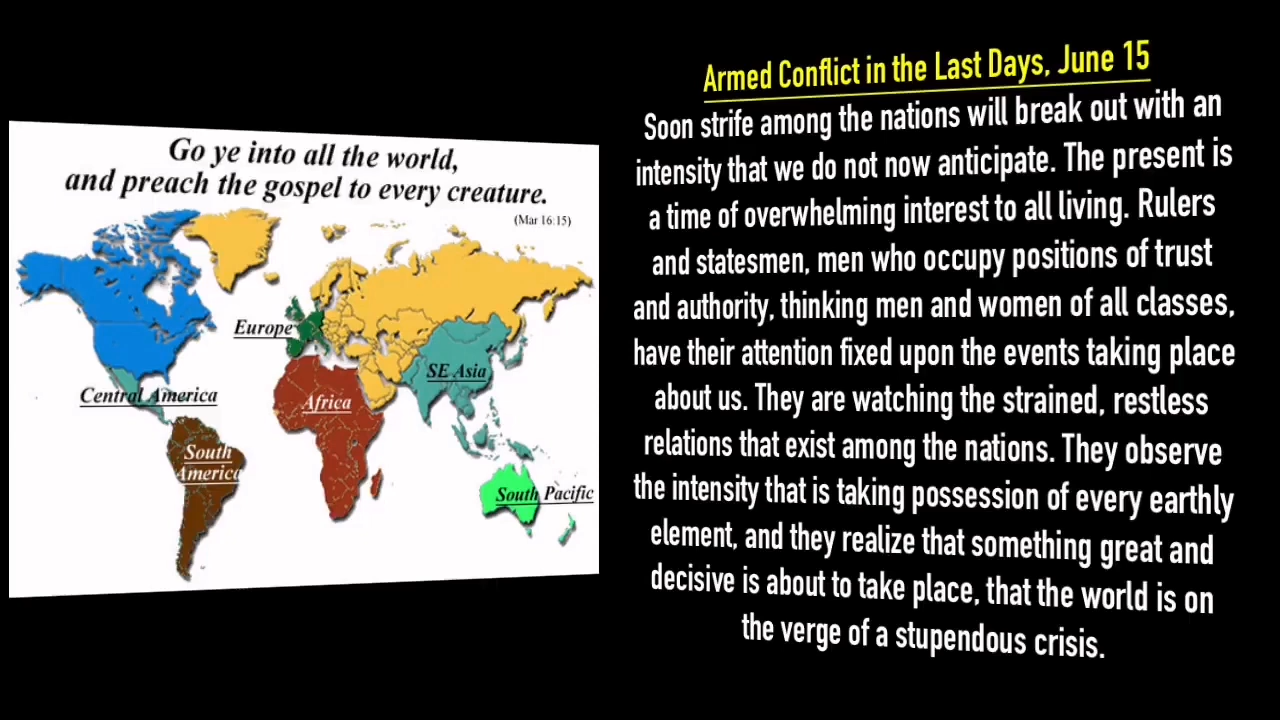 Go ye into all the world,
and preach the gospel to every creature.
(Mar 16:15)
Europe
SE Asia
Central America
Africa
South
America
South Pacific
Armed Conflict in the Last Days, June 15
Soon strife among the nations will break out with an
intensity that we do not now anticipate. The present is
a time of overwhelming interest to all living. Rulers
and statesmen, men who occupy positions of trust
and authority, thinking men and women of all classes,
have their attention fixed upon the events taking place
about us. They are watching the strained, restless
relations that exist among the nations. They observe
the intensity that is taking possession of every earthly
element, and they realize that something great and
decisive is about to take place, that the world is on
the verge of a stupendous crisis.